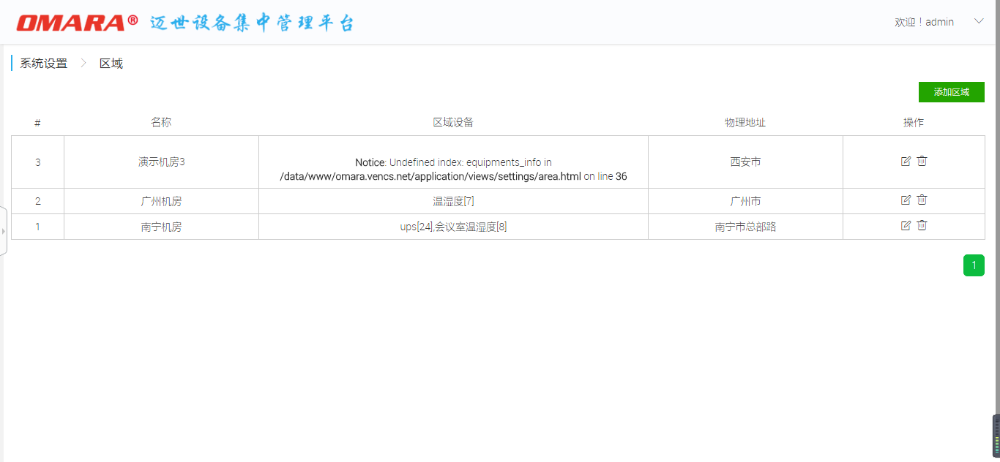 OMARA® 迈世设备集中管理平台
欢迎！admin
系统设置 > 区域
添加区域
# 名称 区域设备 物理地址 操作
3 演示机房3 Notice: Undefined index: equipments_info in /data/www/omara.vencs.net/application/views/settings/area.html on line 36 西安市
2 广州机房 温湿度[7] 广州市
1 南宁机房 ups[24],会议室温湿度[8] 南宁市总部路
1